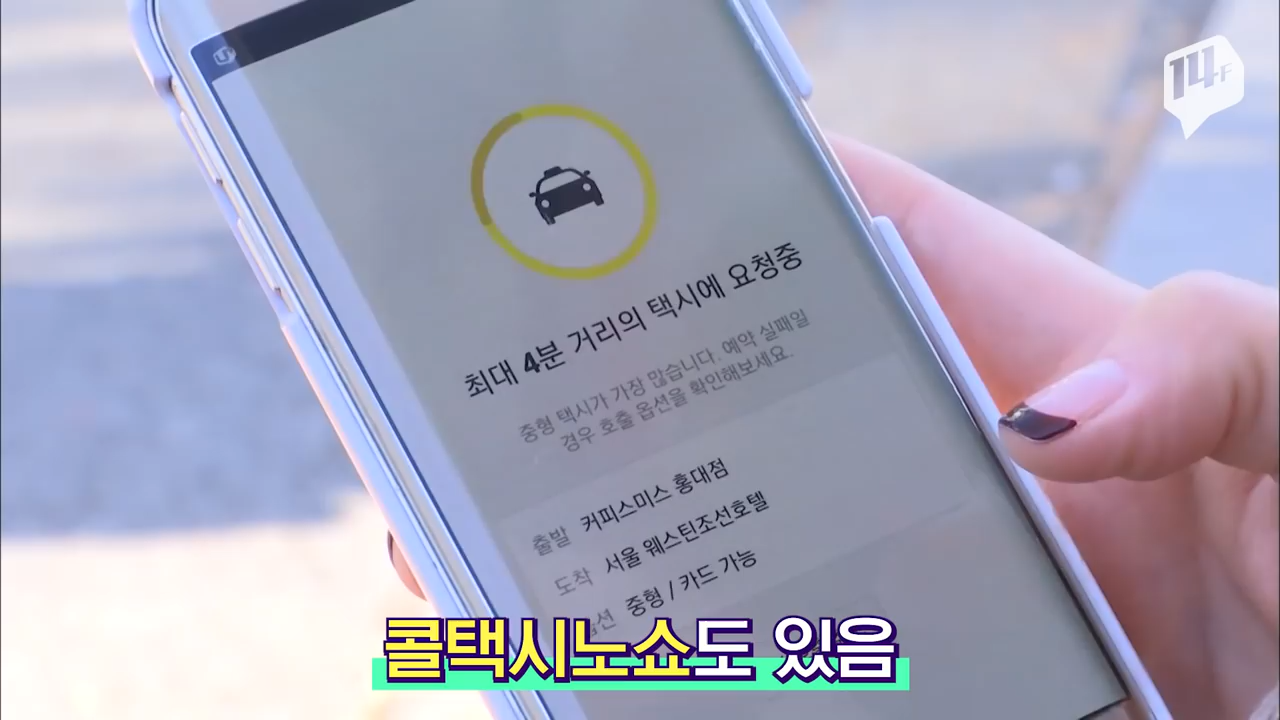 14F
최대 4분 거리의 택시에 요청중
중형 택시가 가장 많습니다. 예약 실패일
경우 호출 옵션을 확인해보세요.
출발 커피스미스 홍대점
도착 서울 웨스틴조선호텔
중형 / 카드 가능
콜택시노쇼도 있음